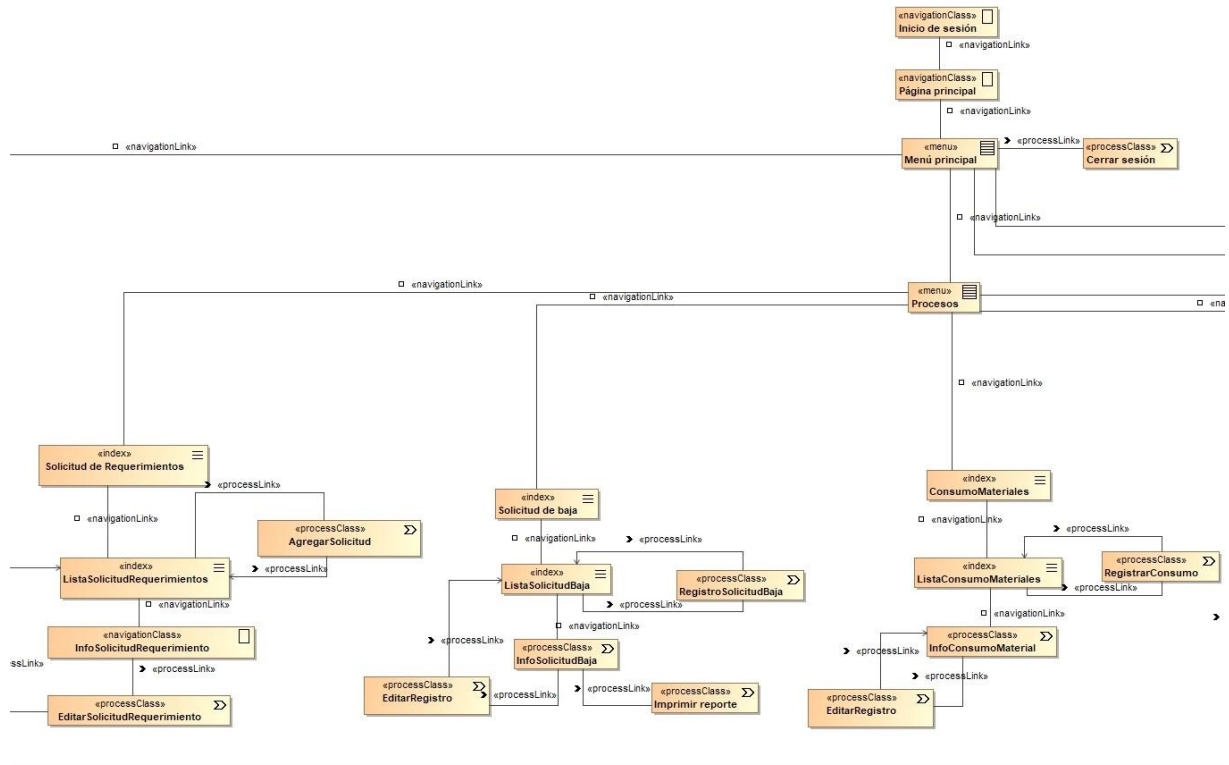 «navigationClass»
Inicio de sesión
«navigationLink»
«navigationClass»
Página principal
«navigationLink»
«navigationLink»
«menu»
Menú principal
«processLink»
«processClass»
Cerrar sesión
«navigationLink»
«navigationLink»
«navigationLink»
«menu»
Procesos
«na
«navigationLink»
«index»
Solicitud de Requerimientos
«processLink»
«navigationLink»
«processClass»
AgregarSolicitud
«index»
ListaSolicitudRequerimientos
«processLink»
«navigationLink»
«navigationClass»
InfoSolicitudRequerimiento
ssLink»
«processLink»
«processClass»
EditarSolicitudRequerimiento
«index»
Solicitud de baja
«navigationLink»
«processLink»
«index»
ListaSolicitudBaja
«processClass»
RegistroSolicitudBaja
«processLink»
«navigationLink»
«processLink»
«processClass»
InfoSolicitudBaja
«processClass»
EditarRegistro
«processLink»
«processLink»
«processClass»
Imprimir reporte
«index»
ConsumoMateriales
«navigationLink»
«processLink»
«index»
ListaConsumoMateriales
«processClass»
RegistrarConsumo
«processLink»
«navigationLink»
«processClass»
InfoConsumoMaterial
«processLink»
«processLink»
«processClass»
EditarRegistro